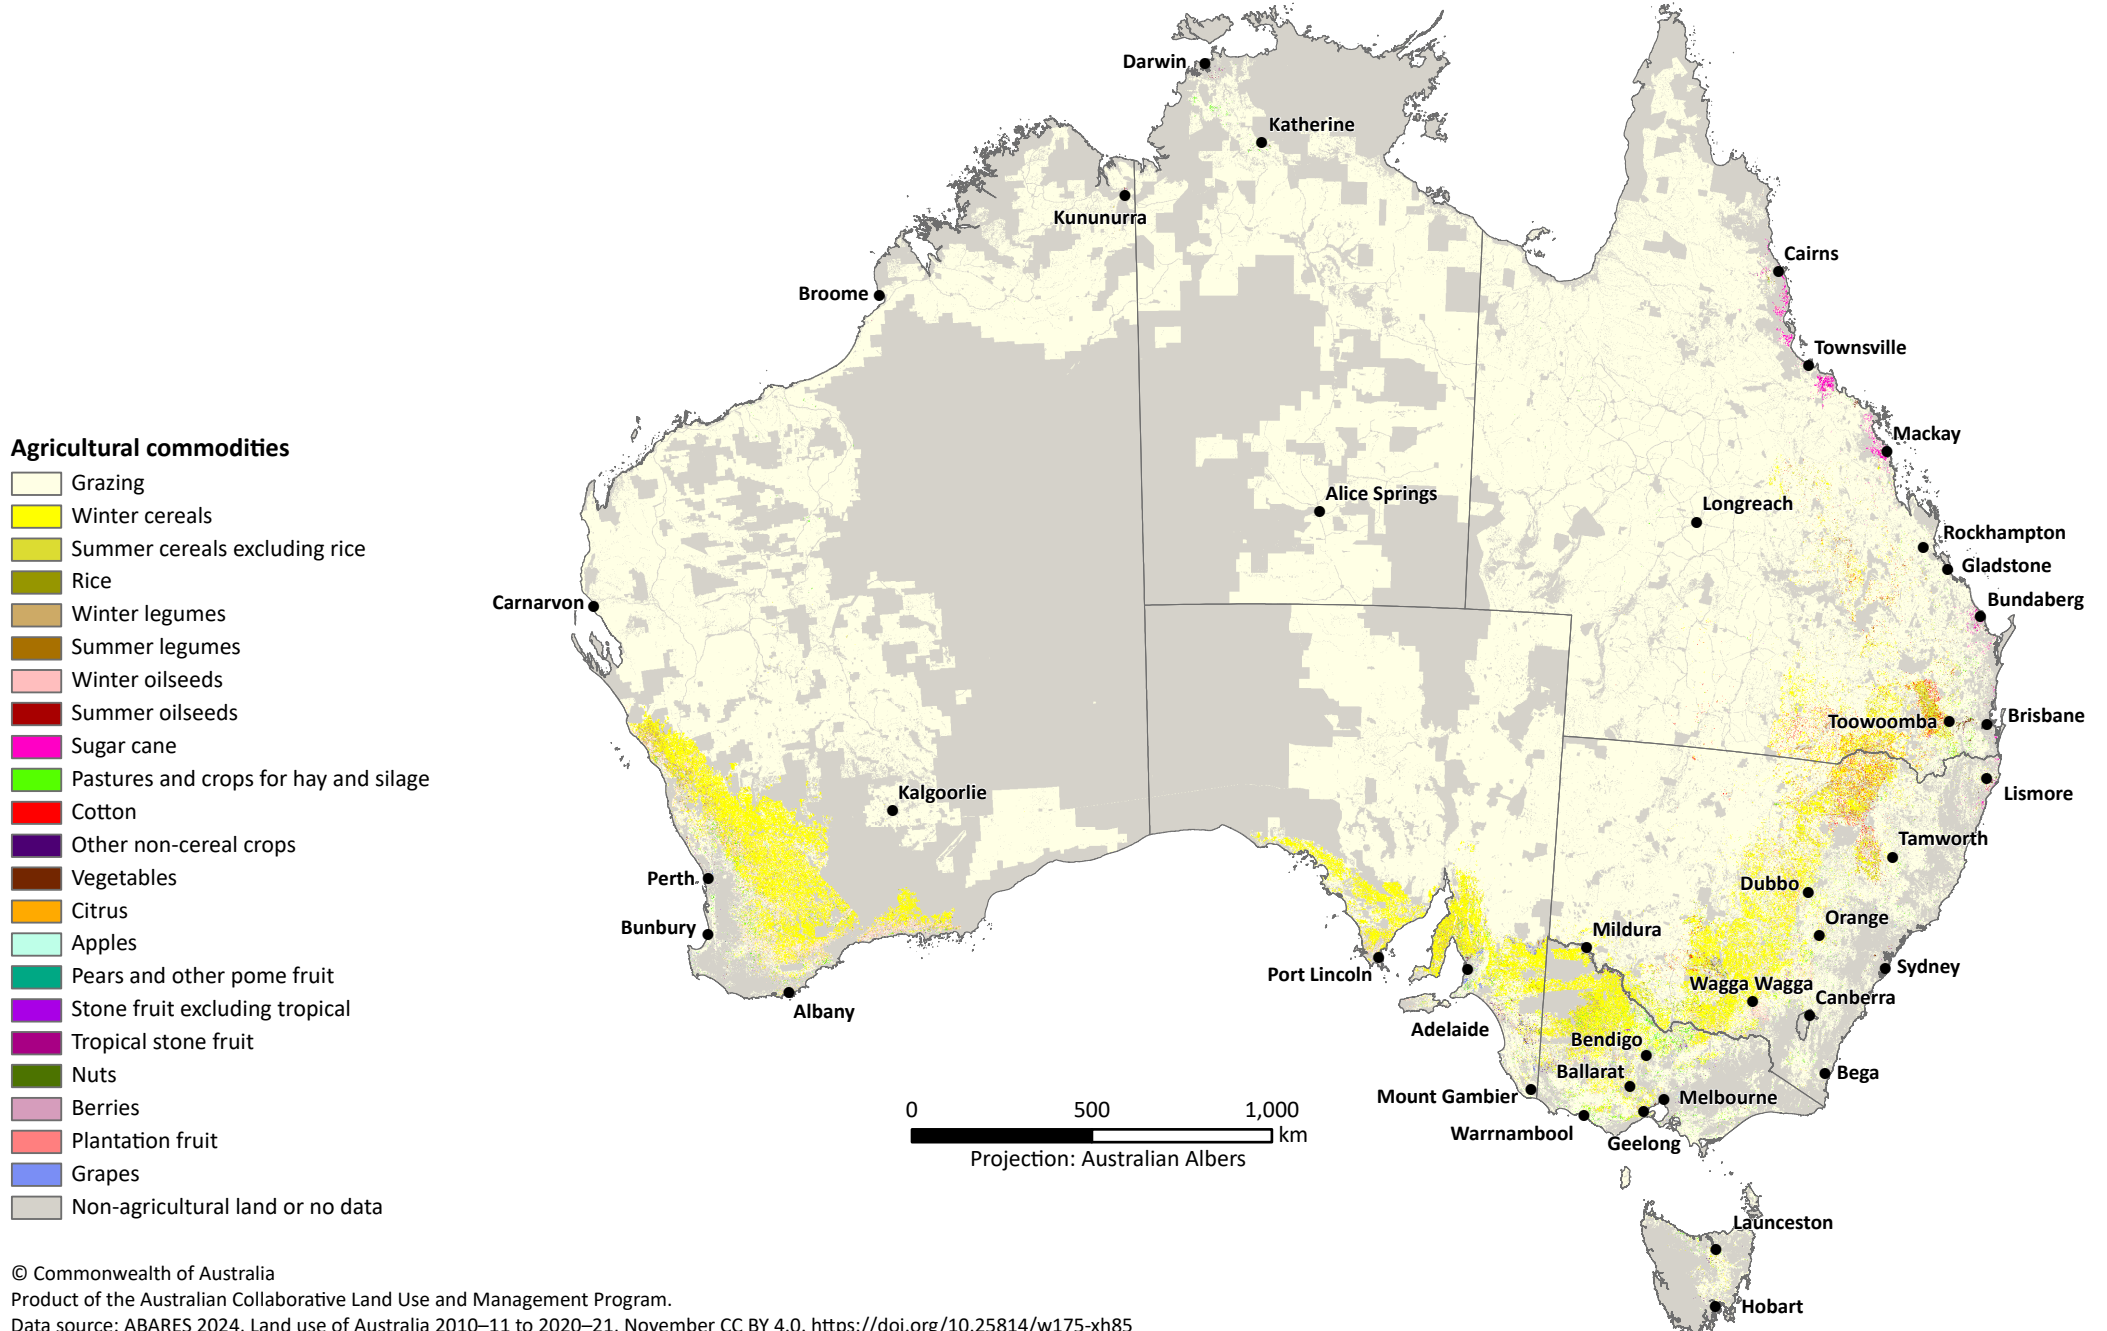 Darwin
Katherine
Kununurra
Cairns
Broome
Townsville
Mackay
Agricultural commodities
Grazing
Winter cereals
Summer cereals excluding rice
Rice
Winter legumes
Summer legumes
Winter oilseeds
Summer oilseeds
Sugar cane
Pastures and crops for hay and silage
Cotton
Other non-cereal crops
Vegetables
Citrus
Apples
Pears and other pome fruit
Stone fruit excluding tropical
Tropical stone fruit
Nuts
Berries
Plantation fruit
Grapes
Non-agricultural land or no data
Alice Springs
Longreach
Rockhampton
Gladstone
Carnarvon
Bundaberg
Toowoomba
Brisbane
Kalgoorlie
Lismore
Tamworth
Perth
Dubbo
Orange
Bunbury
Mildura
Port Lincoln
Sydney
Wagga Wagga
Canberra
Albany
Adelaide
Bendigo
Ballarat
Bega
Mount Gambier
Melbourne
Warrnambool
Geelong
0 500 1,000
km
Projection: Australian Albers
Launceston
Hobart
© Commonwealth of Australia
Product of the Australian Collaborative Land Use and Management Program.
Data source: ABARES 2024, Land use of Australia 2010–11 to 2020–21, November CC BY 4.0. https://doi.org/10.25814/w175-xh85